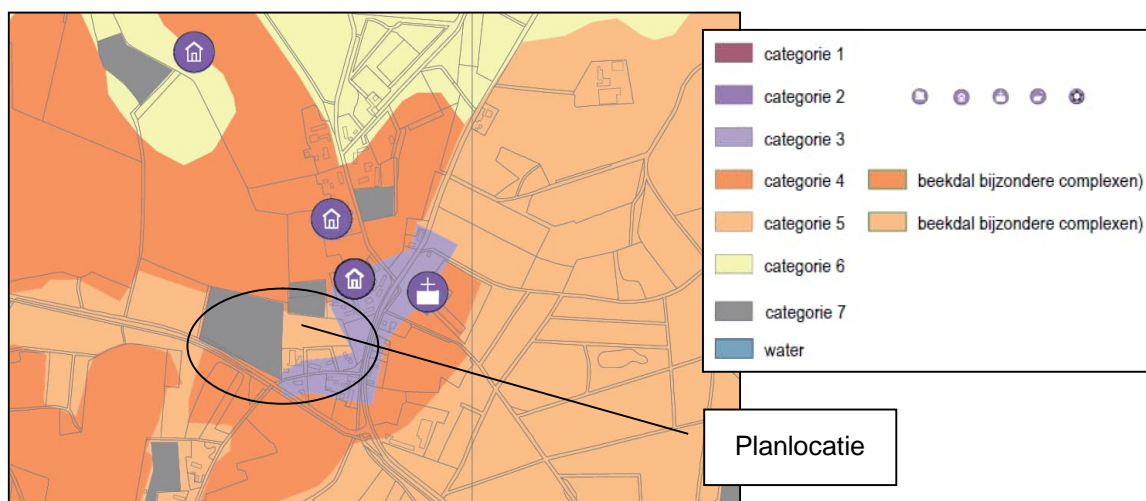 categorie 1
categorie 2
categorie 3
categorie 4
beekdal bijzondere complexen)
categorie 5
beekdal bijzondere complexen)
categorie 6
categorie 7
water
Planlocatie